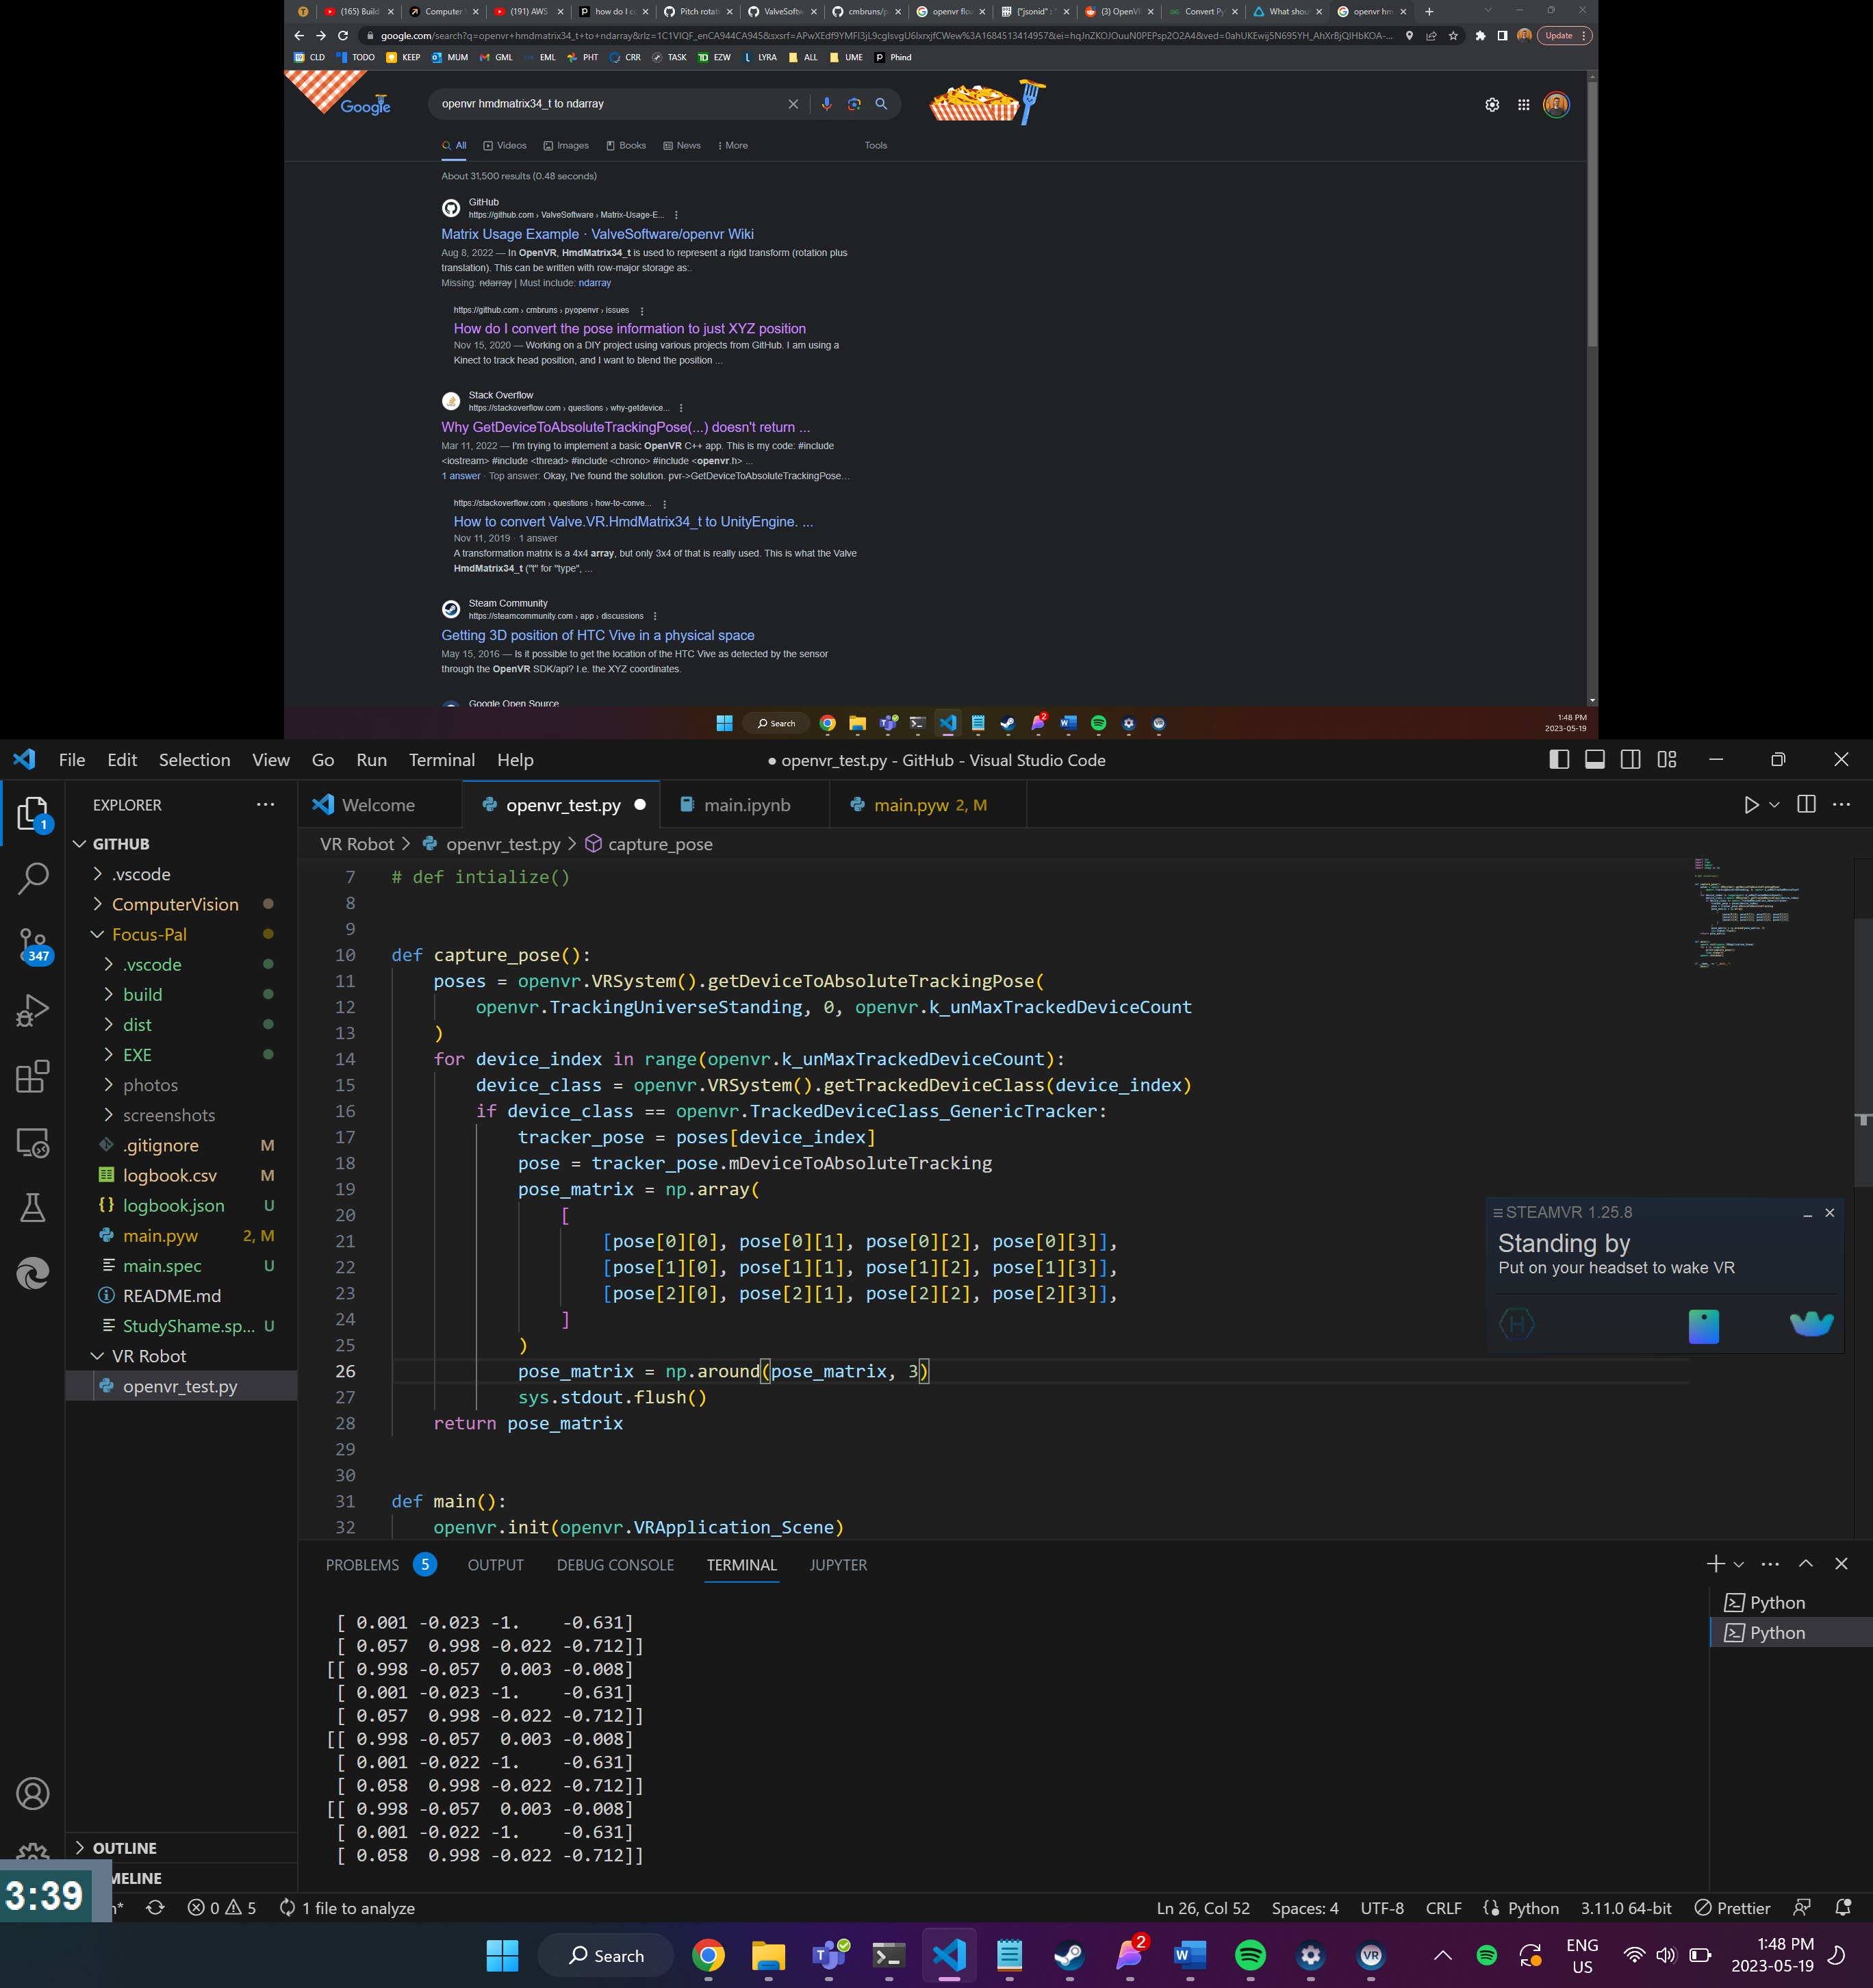 (165) Build
Computer
(191) AWS
how do I c
Pitch rotat
ValveSoftw
cmbruns/p
openvr floa
{"jsonid" : "
(3) OpenV
Convert Py
What shou
openvr hm
Update
CLD
TODO
KEEP
MUM
GML
EML
PHT
CRR
TASK
EZW
LYRA
ALL
UME
Phind
Google
openvr hmdmatrix34_t to ndarray
All
Videos
Images
Books
News
More
Tools
About 31,500 results (0.48 seconds)
GitHub
https://github.com › ValveSoftware › Matrix-Usage-E...
Matrix Usage Example · ValveSoftware/openvr Wiki
Aug 8, 2022 — In OpenVR, HmdMatrix34_t is used to represent a rigid transform (rotation plus
translation). This can be written with row-major storage as:.
Missing: ndarray | Must include: ndarray
https://github.com › cmbruns › pyopenvr › issues
How do I convert the pose information to just XYZ position
Nov 15, 2020 — Working on a DIY project using various projects from GitHub. I am using a
Kinect to track head position, and I want to blend the position ...
Stack Overflow
https://stackoverflow.com › questions › why-getdevice...
Why GetDeviceToAbsoluteTrackingPose(...) doesn't return ...
Mar 11, 2022 — I'm trying to implement a basic OpenVR C++ app. This is my code: #include
<iostream> #include <thread> #include <chrono> #include <openvr.h> ...
1 answer · Top answer: Okay, I've found the solution. pvr->GetDeviceToAbsoluteTrackingPose...
https://stackoverflow.com › questions › how-to-conve...
How to convert Valve.VR.HmdMatrix34_t to UnityEngine. ...
Nov 11, 2019 · 1 answer
A transformation matrix is a 4x4 array, but only 3x4 of that is really used. This is what the Valve
HmdMatrix34_t ("t" for "type", ...
Steam Community
https://steamcommunity.com › app › discussions
Getting 3D position of HTC Vive in a physical space
May 15, 2016 — Is it possible to get the location of the HTC Vive as detected by the sensor
through the OpenVR SDK/api? I.e. the XYZ coordinates.
Google Open Source
Search
2
1:48 PM
2023-05-19
File Edit Selection View Go Run Terminal Help
● openvr_test.py - GitHub - Visual Studio Code
EXPLORER
Welcome
openvr_test.py
main.ipynb
main.pyw 2, M
VR Robot > openvr_test.py > capture_pose
1
347
GITHUB
.vscode
ComputerVision
Focus-Pal
.vscode
build
dist
EXE
photos
screenshots
.gitignore M
logbook.csv M
logbook.json U
main.pyw 2, M
main.spec U
README.md
StudyShame.sp... U
VR Robot
openvr_test.py
OUTLINE
MELINE
7 # def intialize()
8
9
10 def capture_pose():
11 poses = openvr.VRSystem().getDeviceToAbsoluteTrackingPose(
12 openvr.TrackingUniverseStanding, 0, openvr.k_unMaxTrackedDeviceCount
13 )
14 for device_index in range(openvr.k_unMaxTrackedDeviceCount):
15 device_class = openvr.VRSystem().getTrackedDeviceClass(device_index)
16 if device_class == openvr.TrackedDeviceClass_GenericTracker:
17 tracker_pose = poses[device_index]
18 pose = tracker_pose.mDeviceToAbsoluteTracking
19 pose_matrix = np.array(
20 [
21 [pose[0][0], pose[0][1], pose[0][2], pose[0][3]],
22 [pose[1][0], pose[1][1], pose[1][2], pose[1][3]],
23 [pose[2][0], pose[2][1], pose[2][2], pose[2][3]],
24 ]
25 )
26 pose_matrix = np.around(pose_matrix, 3)
27 sys.stdout.flush()
28 return pose_matrix
29
30
31 def main():
32 openvr.init(openvr.VRApplication_Scene)
STEAMVR 1.25.8
Standing by
Put on your headset to wake VR
PROBLEMS 5 OUTPUT DEBUG CONSOLE TERMINAL JUPYTER
Python
Python
[ 0.001 -0.023 -1. -0.631]
[ 0.057 0.998 -0.022 -0.712]]
[[ 0.998 -0.057 0.003 -0.008]
[ 0.001 -0.023 -1. -0.631]
[ 0.057 0.998 -0.022 -0.712]]
[[ 0.998 -0.057 0.003 -0.008]
[ 0.001 -0.022 -1. -0.631]
[ 0.058 0.998 -0.022 -0.712]]
[[ 0.998 -0.057 0.003 -0.008]
[ 0.001 -0.022 -1. -0.631]
[ 0.058 0.998 -0.022 -0.712]]
3:39
n*
0 5
1 file to analyze
Ln 26, Col 52 Spaces: 4 UTF-8 CRLF Python 3.11.0 64-bit Prettier
Search
2
ENG
US
1:48 PM
2023-05-19